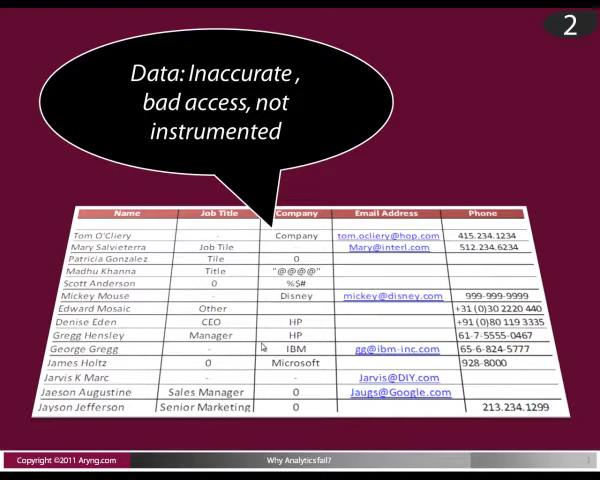 2
Data: Inaccurate ,
bad access, not
instrumented
Name Job Title Company Email Address Phone
Tom O'Cliery - Company tom.ocliery@hop.com 415.234.1234
Mary Salvieterra Job Tile - Mary@interl.com 512.234.6234
Patricia Gonzalez Tile 0
Madhu Khanna Title "@@@@"
Scott Anderson 0 %$#
Mickey Mouse - Disney mickey@disney.com 999-999-9999
Edward Mosaic Other +31 (0)30 2220 440
Denise Eden CEO HP +91 (0)80 119 3335
Gregg Hensley Manager HP 61-7-5555-0467
George Gregg - IBM gg@ibm-inc.com 65-6-824-5777
James Holtz 0 Microsoft 928-8000
Jarvis K Marc - - Jarvis@DIY.com
Jaeson Augustine Sales Manager 0 Jaugs@Google.com
Jayson Jefferson Senior Marketing 0 213.234.1299
Copyright ©2011 Aryng.com Why Analytics fail?